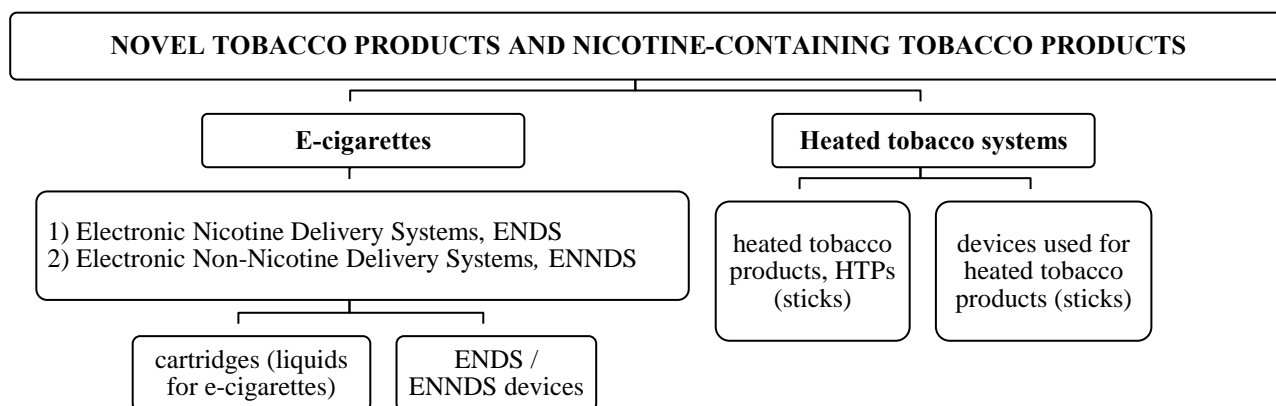 NOVEL TOBACCO PRODUCTS AND NICOTINE-CONTAINING TOBACCO PRODUCTS
E-cigarettes
Heated tobacco systems
1) Electronic Nicotine Delivery Systems, ENDS
2) Electronic Non-Nicotine Delivery Systems, ENNDS
heated tobacco
products, HTPs
(sticks)
devices used for
heated tobacco
products (sticks)
cartridges (liquids
for e-cigarettes)
ENDS /
ENNDS devices